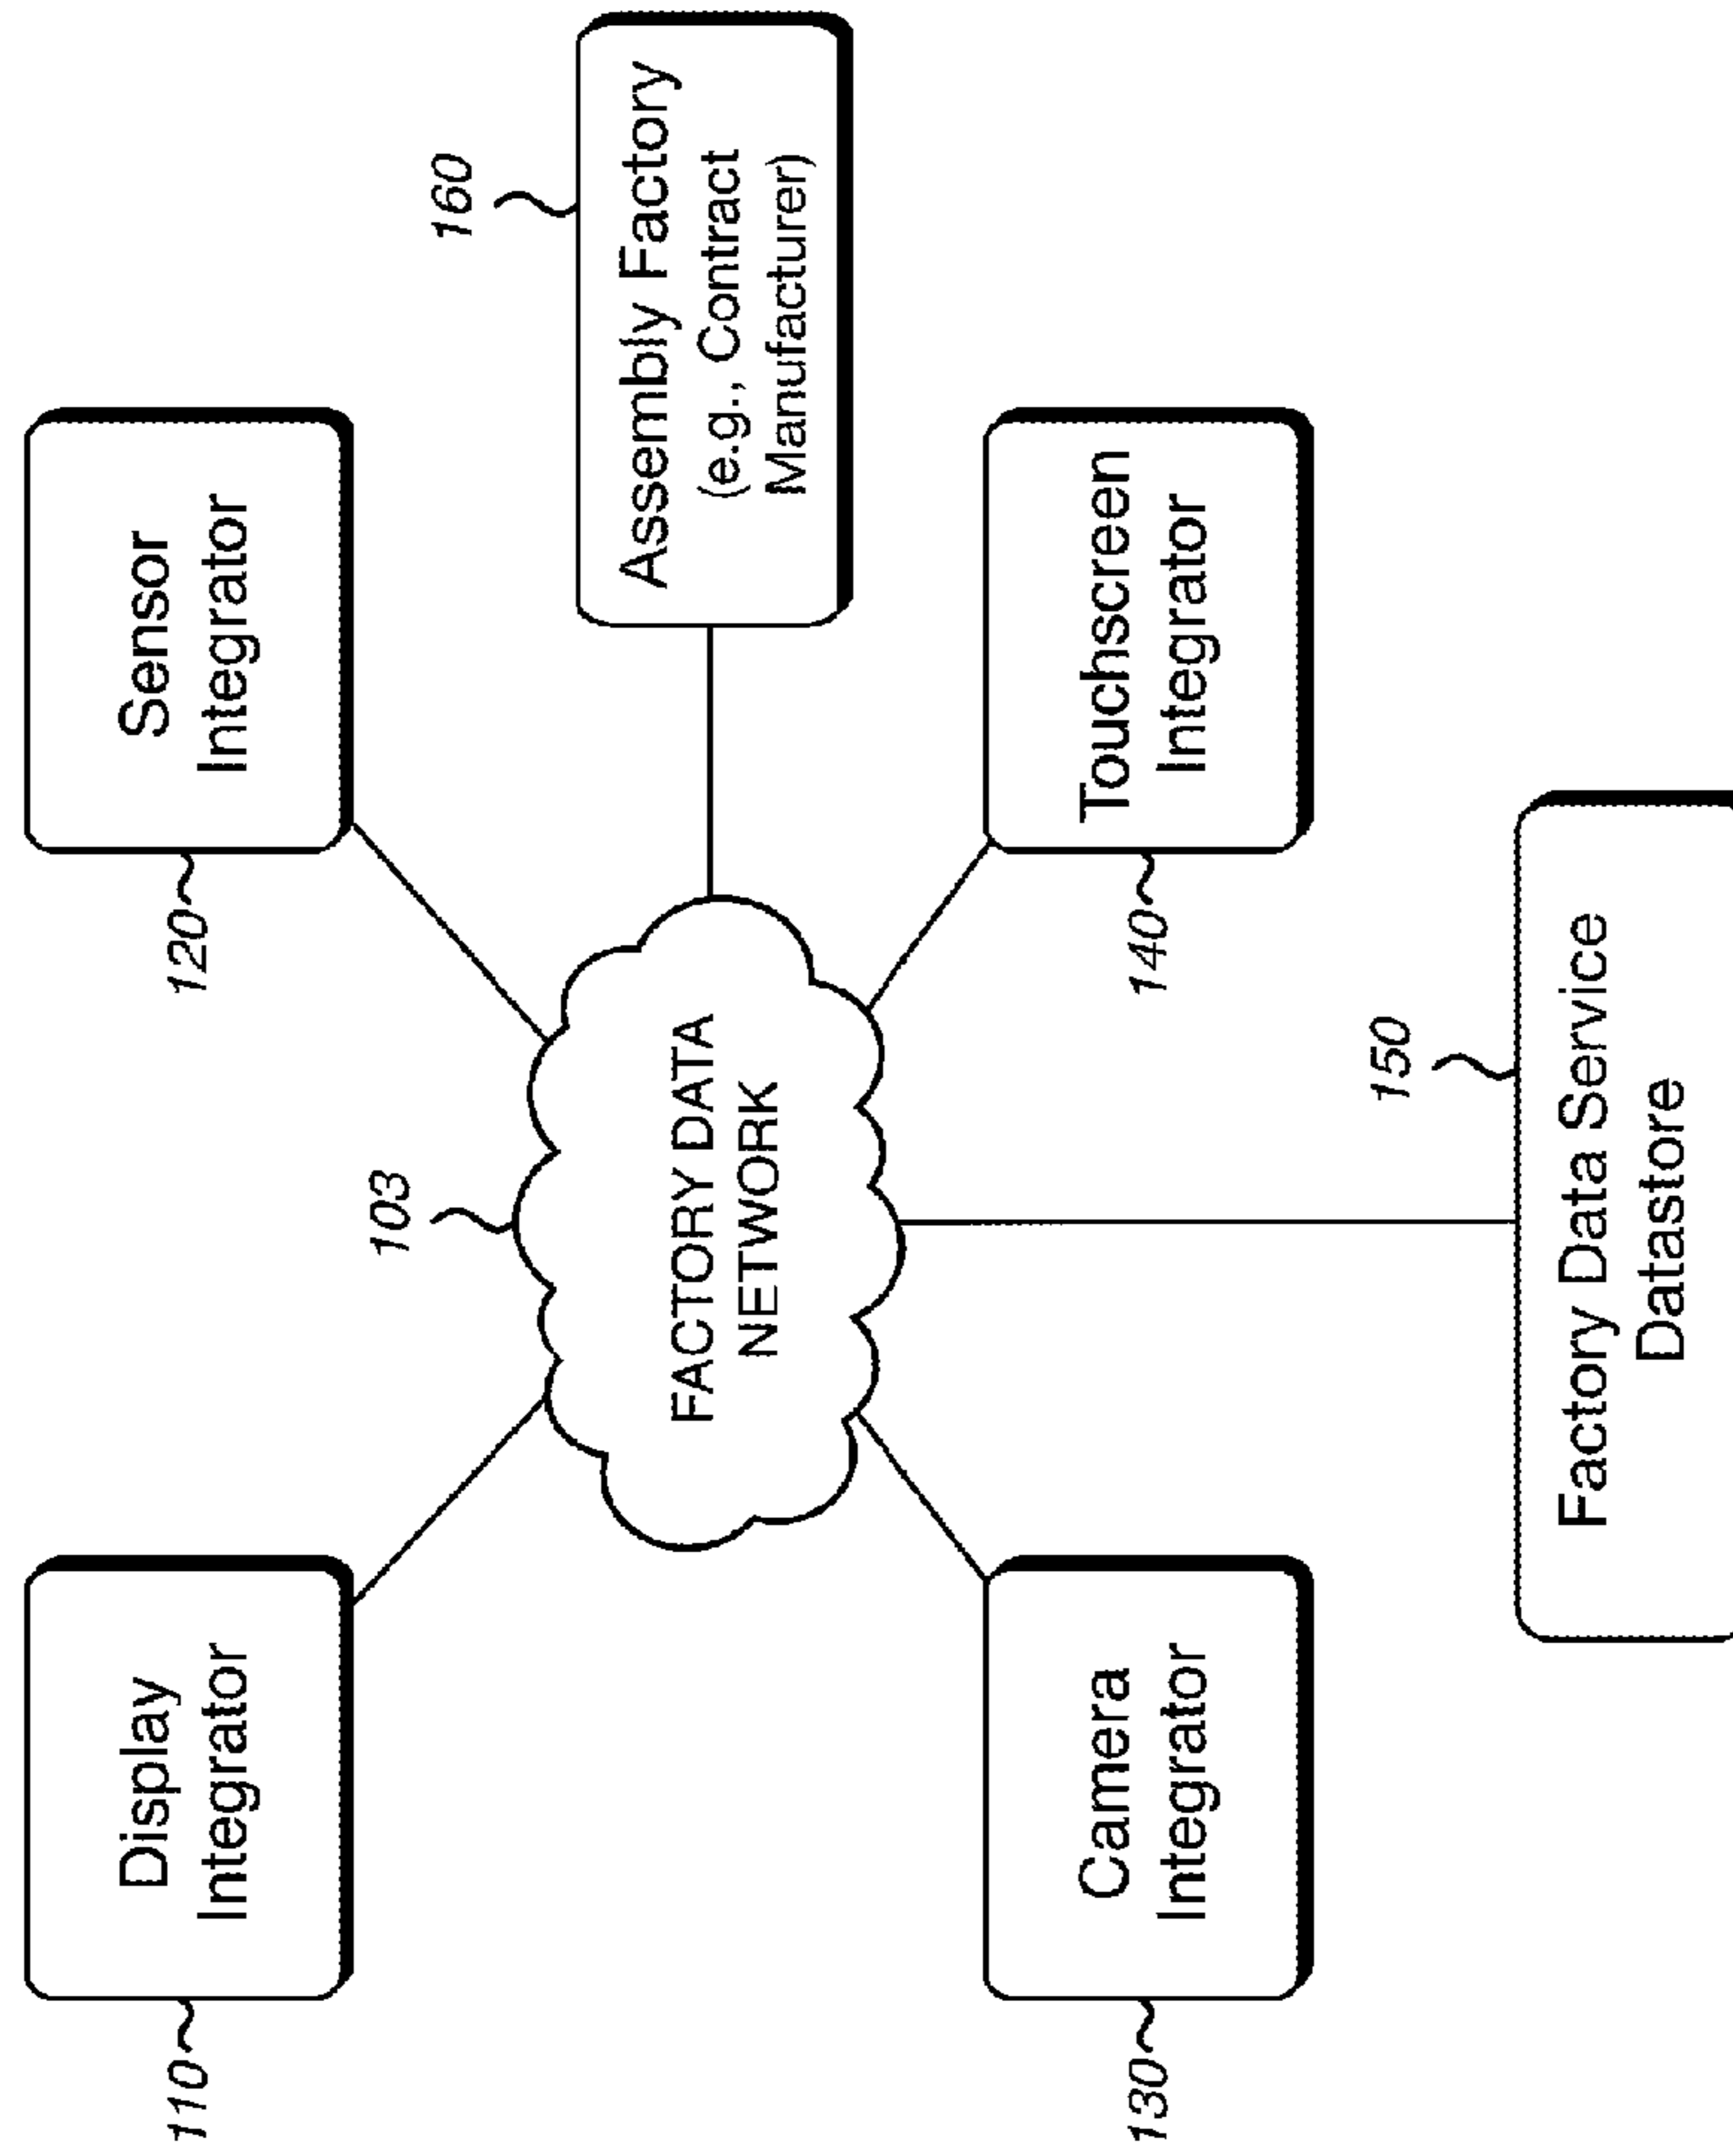 110
Display
Integrator
120
Sensor
Integrator
103
FACTORY DATA
NETWORK
160
Assembly Factory
(e.g., Contract
Manufacturer)
130
Camera
Integrator
140
Touchscreen
Integrator
150
Factory Data Service
Datastore